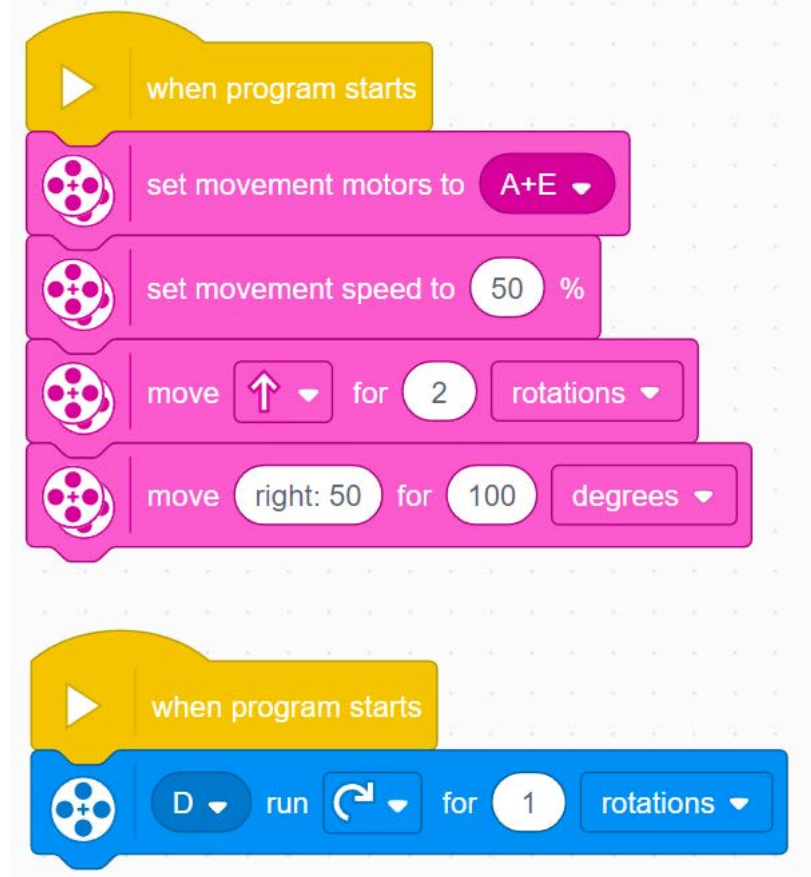 when program starts
set movement motors to A+E
set movement speed to 50 %
move for 2 rotations
move right: 50 for 100 degrees
when program starts
D run for 1 rotations